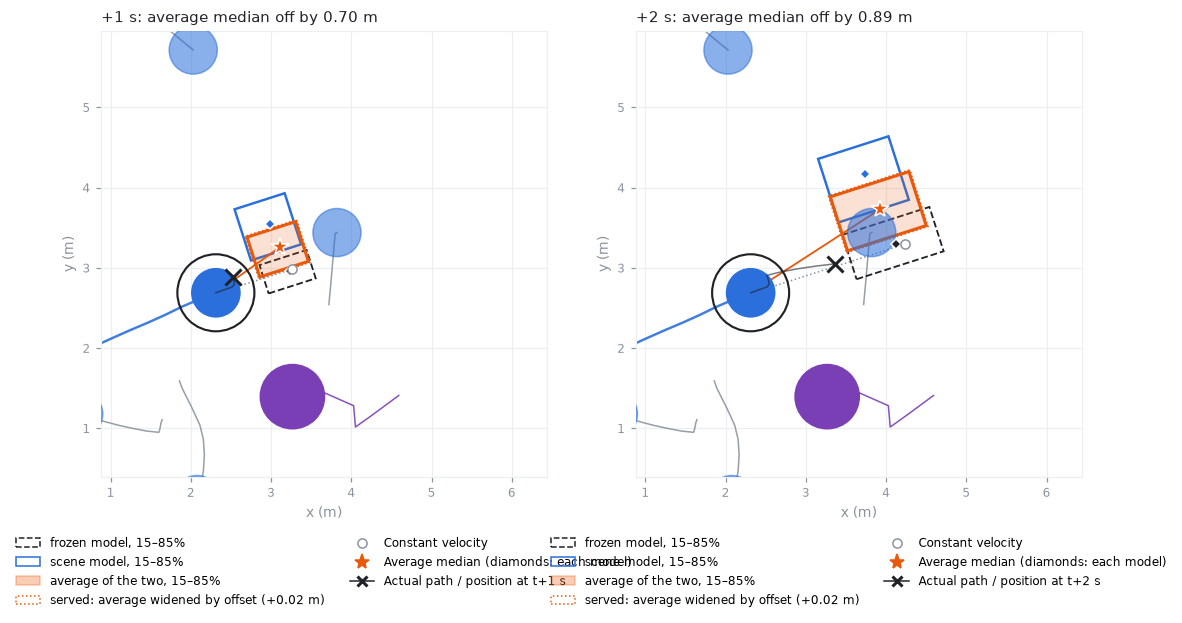 +1 s: average median off by 0.70 m
+2 s: average median off by 0.89 m
y (m)
5
4
3
2
1
1 2 3 4 5 6
x (m)
y (m)
5
4
3
2
1
1 2 3 4 5 6
x (m)
frozen model, 15–85%
scene model, 15–85%
average of the two, 15–85%
served: average widened by offset (+0.02 m)
Constant velocity
Average median (diamonds: each model)
Actual path / position at t+1 s
frozen model, 15–85%
scene model, 15–85%
average of the two, 15–85%
served: average widened by offset (+0.02 m)
Constant velocity
Average median (diamonds: each model)
Actual path / position at t+2 s